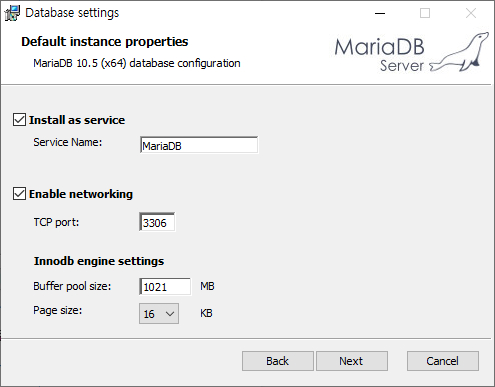 Database settings
Default instance properties
MariaDB 10.5 (x64) database configuration
MariaDB
Server
Install as service
Service Name: MariaDB
Enable networking
TCP port: 3306
Innodb engine settings
Buffer pool size: 1021 MB
Page size: 16 KB
Back Next Cancel